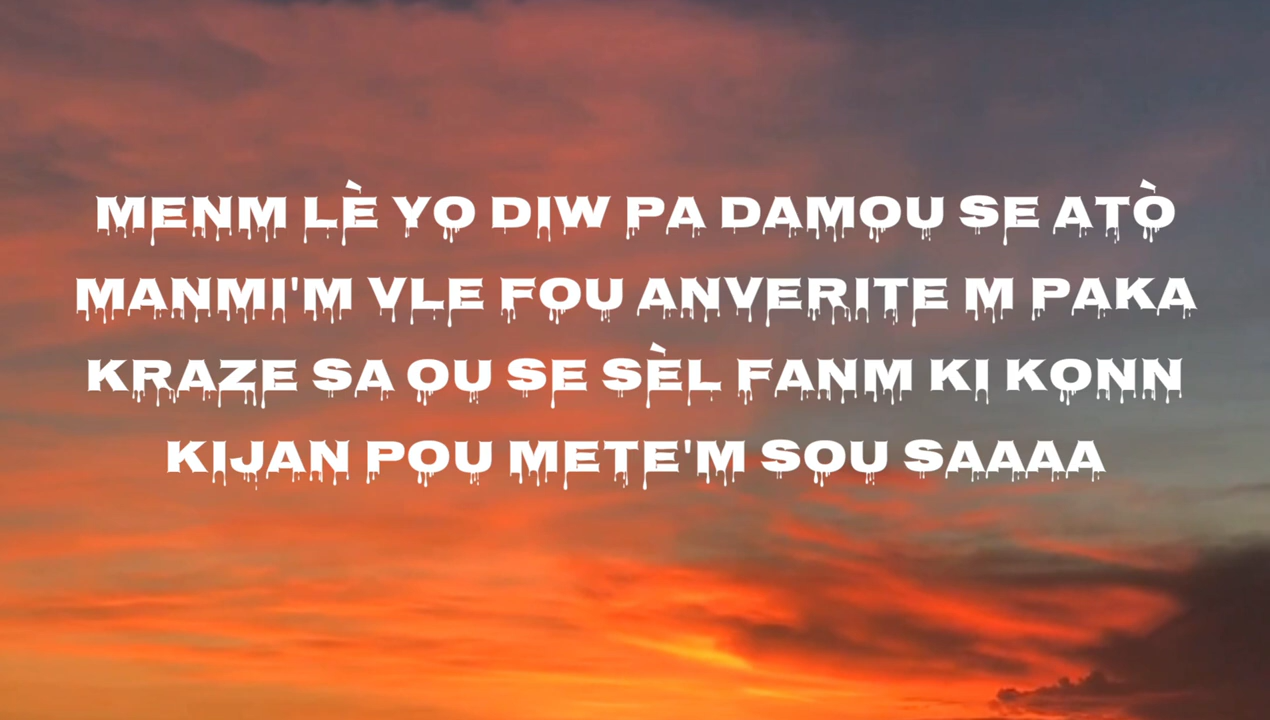 MENM LÈ YO DIW PA DAMOU SE ATÒ
MANMI'M VLE FOU ANVERITE M PAKA
KRAZE SA OU SE SÈL FANM KI KONN
KIJAN POU METE'M SOU SAAAA